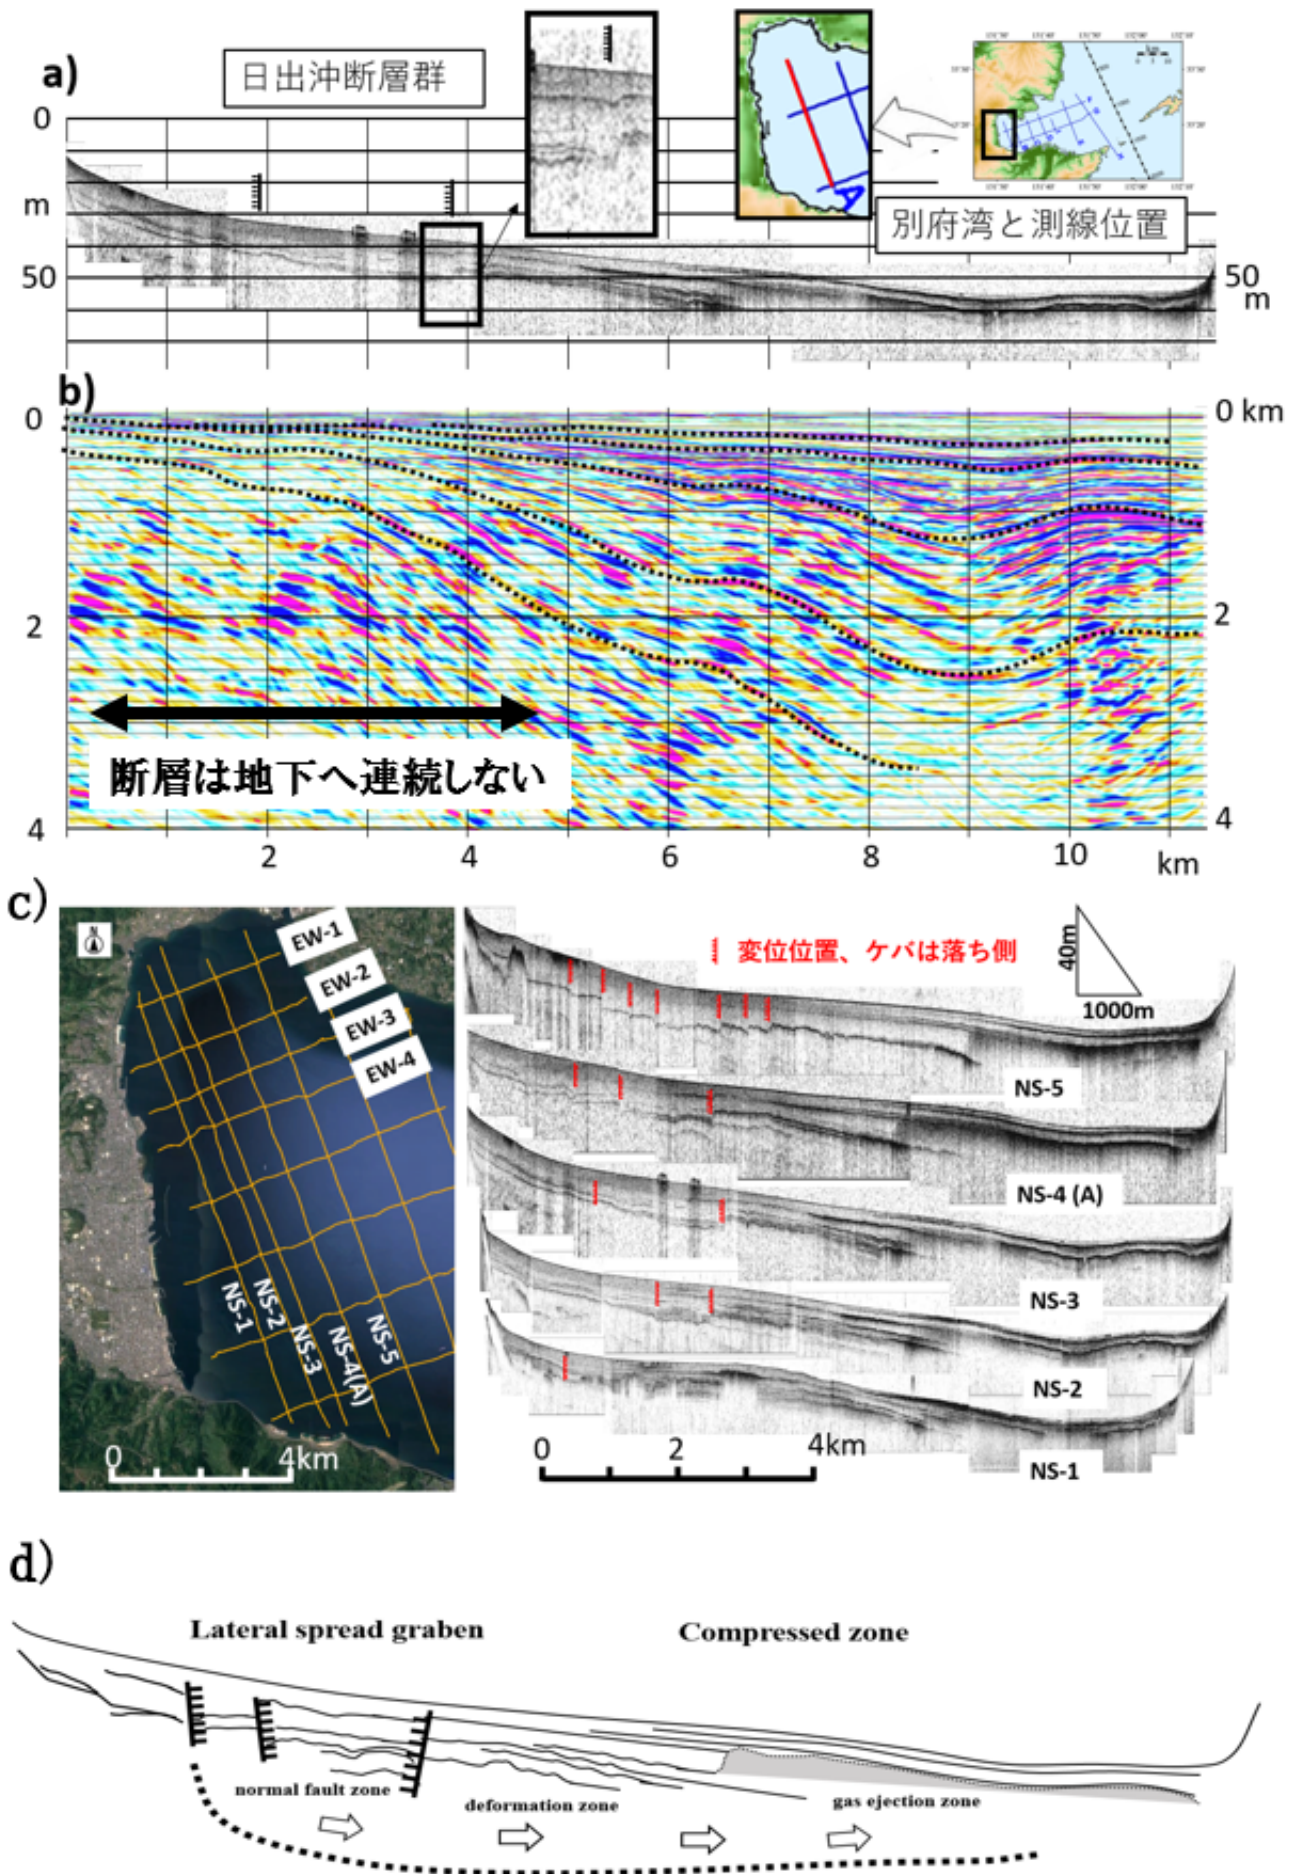 a)
日出沖断層群
0
m
50
50
m
km
別府湾と測線位置
A
b)
0
0 km
2
2
断層は地下へ連続しない
4
4
2
4
6
8
10
km
c)
N
EW-1
EW-2
EW-3
EW-4
NS-1
NS-2
NS-3
NS-4(A)
NS-5
0
4km
変位位置、ケバは落ち側
40m
1000m
NS-5
NS-4 (A)
NS-3
NS-2
NS-1
0
2
4km
d)
Lateral spread graben
Compressed zone
normal fault zone
deformation zone
gas ejection zone